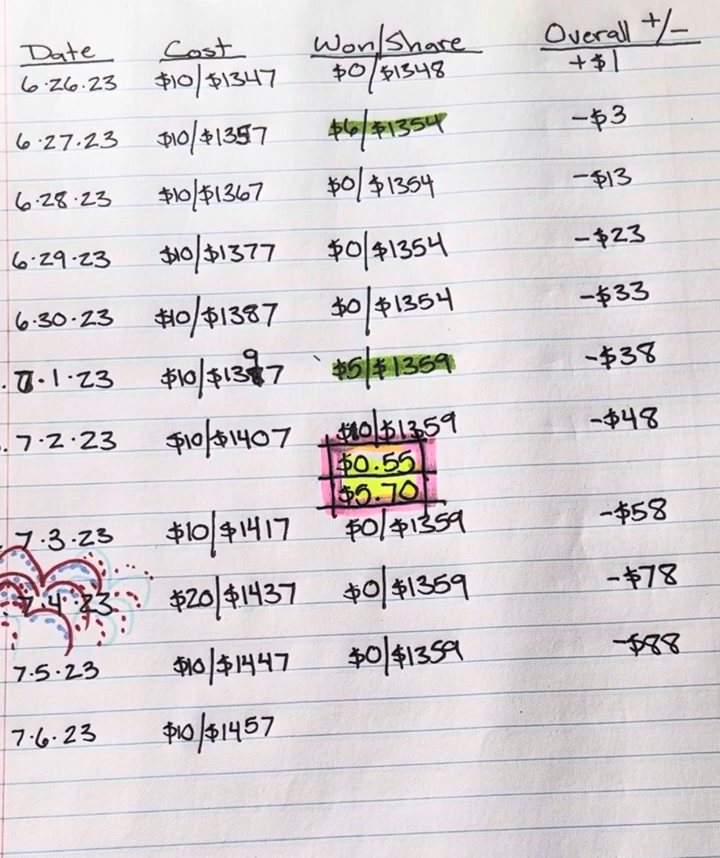 Date Cost Won/Share Overall +/-
6.26.23 $10/$1347 $0/$1348 +$1
6.27.23 $10/$1357 $6/$1354 -$3
6.28.23 $10/$1367 $0/$1354 -$13
6.29.23 $10/$1377 $0/$1354 -$23
6.30.23 $10/$1387 $0/$1354 -$33
7.1.23 $10/$1397 $5/$1359 -$38
7.2.23 $10/$1407 $0/$1359 -$48
$0.55
$5.70
7.3.23 $10/$1417 $0/$1359 -$58
7.4.23 $20/$1437 $0/$1359 -$78
7.5.23 $10/$1447 $0/$1359 -$88
7.6.23 $10/$1457